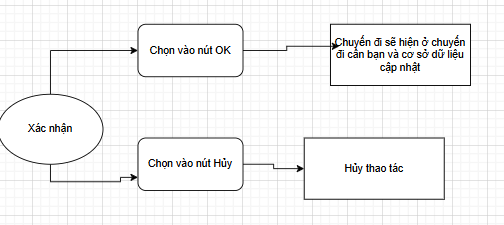 Chọn vào nút OK
Chuyến đi sẽ hiện ở chuyến
đi cần bạn và cơ sở dữ liệu
cập nhật
Xác nhận
Chọn vào nút Hủy
Hủy thao tác